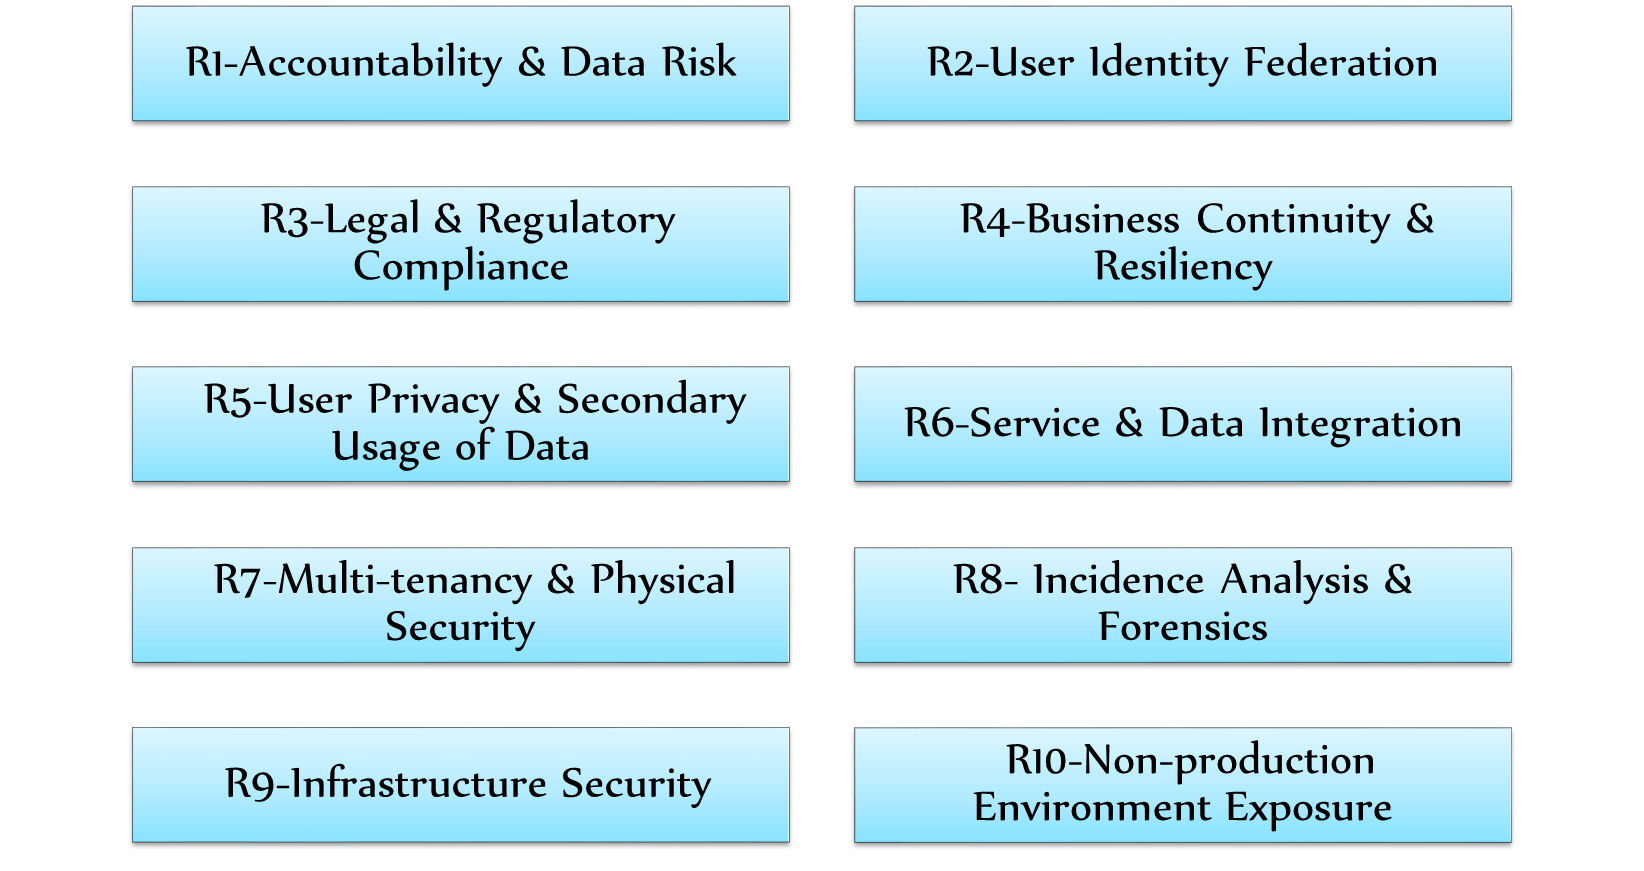 R1-Accountability & Data Risk
R2-User Identity Federation
R3-Legal & Regulatory
Compliance
R4-Business Continuity &
Resiliency
R5-User Privacy & Secondary
Usage of Data
R6-Service & Data Integration
R7-Multi-tenancy & Physical
Security
R8- Incidence Analysis &
Forensics
R9-Infrastructure Security
R10-Non-production
Environment Exposure